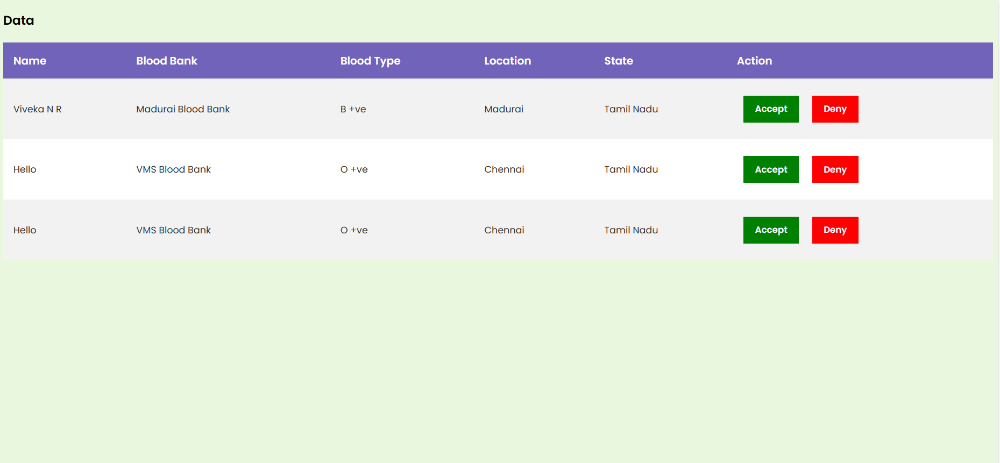 Data
Name Blood Bank Blood Type Location State Action
Viveka N R Madurai Blood Bank B +ve Madurai Tamil Nadu Accept Deny
Hello VMS Blood Bank O +ve Chennai Tamil Nadu Accept Deny
Hello VMS Blood Bank O +ve Chennai Tamil Nadu Accept Deny